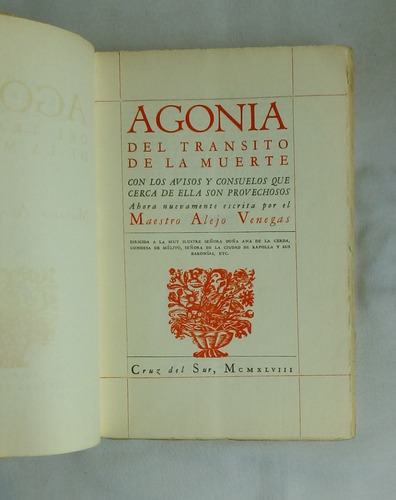 AGONIA
DEL TRANSITO
DE LA MUERTE
CON LOS AVISOS Y CONSUELOS QUE
CERCA DE ELLA SON PROVECHOSOS
Ahora nuevamente escrita por el
Maestro Alejo Venegas
DIRIGIDA A LA MUY ILUSTRE SEÑORA DOÑA ANA DE LA CERDA,
CONDESA DE MÉLITO, SEÑORA DE LA CIUDAD DE RAPOLLA Y SUS
BARONÍAS, ETC.
Cruz del Sur, MCMXLVIII